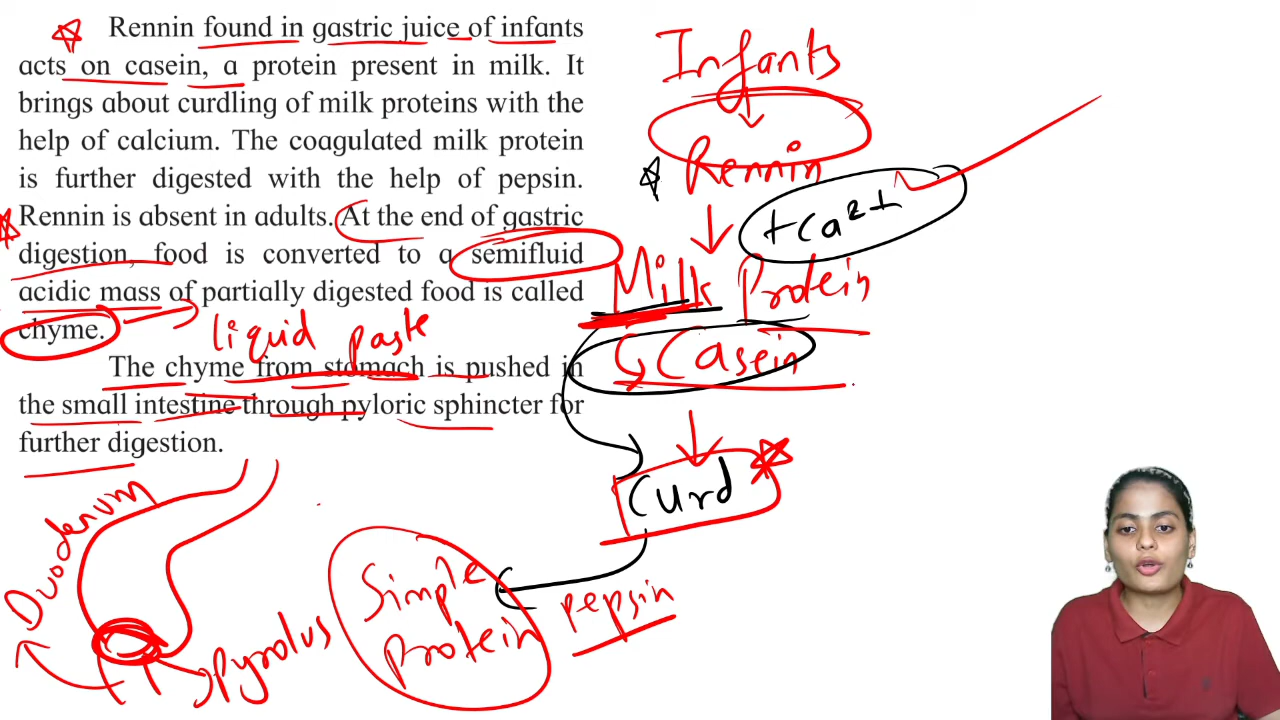 Rennin found in gastric juice of infants
acts on casein, a protein present in milk. It
brings about curdling of milk proteins with the
help of calcium. The coagulated milk protein
is further digested with the help of pepsin.
Rennin is absent in adults. At the end of gastric
digestion, food is converted to a semifluid
acidic mass of partially digested food is called
chyme.
liquid paste
The chyme from stomach is pushed in
the small intestine through pyloric sphincter for
further digestion.
Duodenum
pyrolus
Infants
Rennin
+Ca2+
Milk Protein
Casein
Curd
pepsin
Simple
Protein